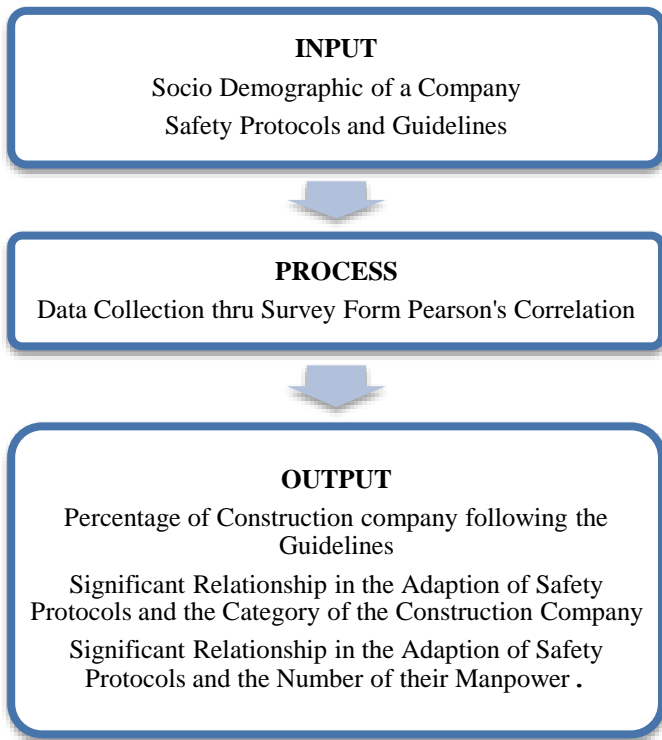 INPUT
Socio Demographic of a Company
Safety Protocols and Guidelines
PROCESS
Data Collection thru Survey Form Pearson's Correlation
OUTPUT
Percentage of Construction company following the
Guidelines
Significant Relationship in the Adaption of Safety
Protocols and the Category of the Construction Company
Significant Relationship in the Adaption of Safety
Protocols and the Number of their Manpower .